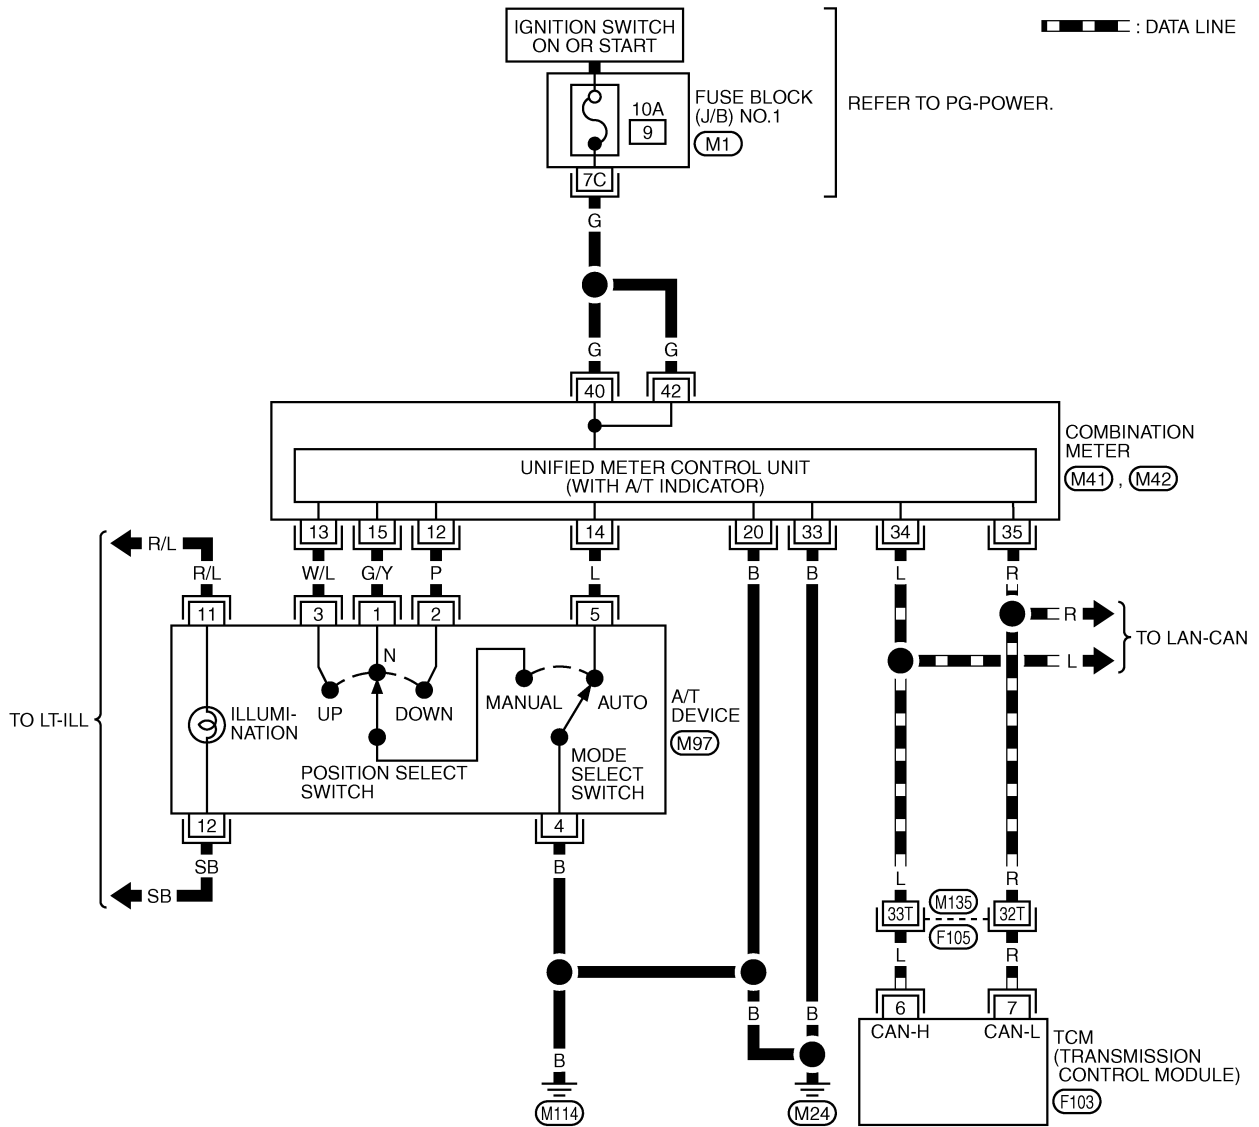 IGNITION SWITCH
ON OR START
: DATA LINE
10A
9
FUSE BLOCK
(J/B) NO.1
M1
REFER TO PG-POWER.
7C
G
G
G
40
42
UNIFIED METER CONTROL UNIT
(WITH A/T INDICATOR)
COMBINATION
METER
M41 , M42
13
15
12
14
20
33
34
35
R/L
R/L
W/L
G/Y
P
L
B
B
L
R
11
3
1
2
5
R
L
TO LAN-CAN
N
UP
DOWN
MANUAL
AUTO
A/T
DEVICE
M97
TO LT-ILL
ILLUMI-
NATION
POSITION SELECT
SWITCH
MODE
SELECT
SWITCH
12
4
SB
SB
B
L
R
33T
M135
F105
32T
L
R
B
B
B
6
7
CAN-H
CAN-L
TCM
(TRANSMISSION
CONTROL MODULE)
F103
M114
M24